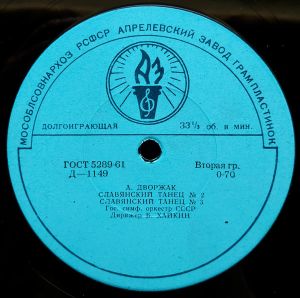 МОСОБЛСОВНАРХОЗ РСФСР АПРЕЛЕВСКИЙ ЗАВОД ГРАМПЛАСТИНОК
АЗ
ДОЛГОИГРАЮЩАЯ 33⅓ об. в мин.
ГОСТ 5289-61 Вторая гр.
Д—1149 0-70
А. ДВОРЖАК
СЛАВЯНСКИЙ ТАНЕЦ № 2
СЛАВЯНСКИЙ ТАНЕЦ № 3
Гос. симф. оркестр СССР
Дирижер Б. ХАЙКИН